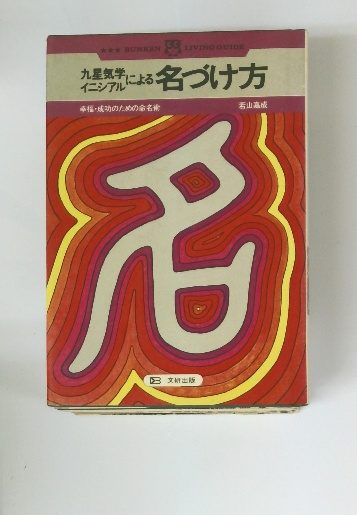 ★★★ BUNKEN LIVING GUIDE
九星気学
イニシアルによる名づけ方
幸福・成功のための命名術 若山嘉成
名
文研出版